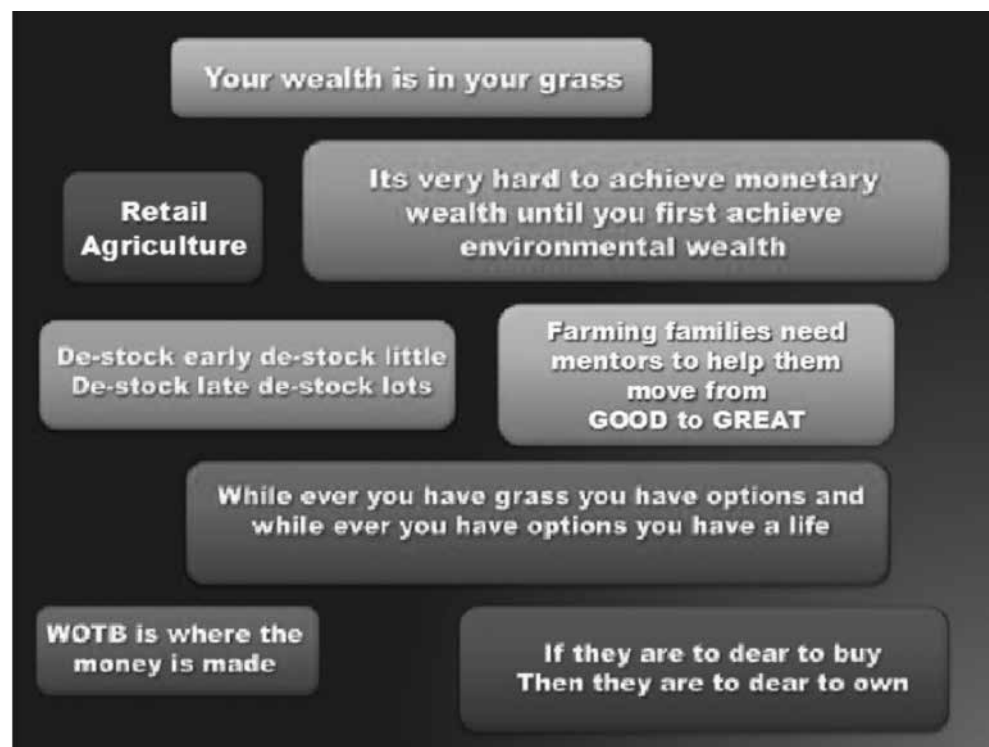 Your wealth is in your grass
Its very hard to achieve monetary
wealth until you first achieve
environmental wealth
Retail
Agriculture
De-stock early de-stock little
De-stock late de-stock lots
Farming families need
mentors to help them
move from
GOOD to GREAT
While ever you have grass you have options and
while ever you have options you have a life
WOTB is where the
money is made
If they are to dear to buy
Then they are to dear to own